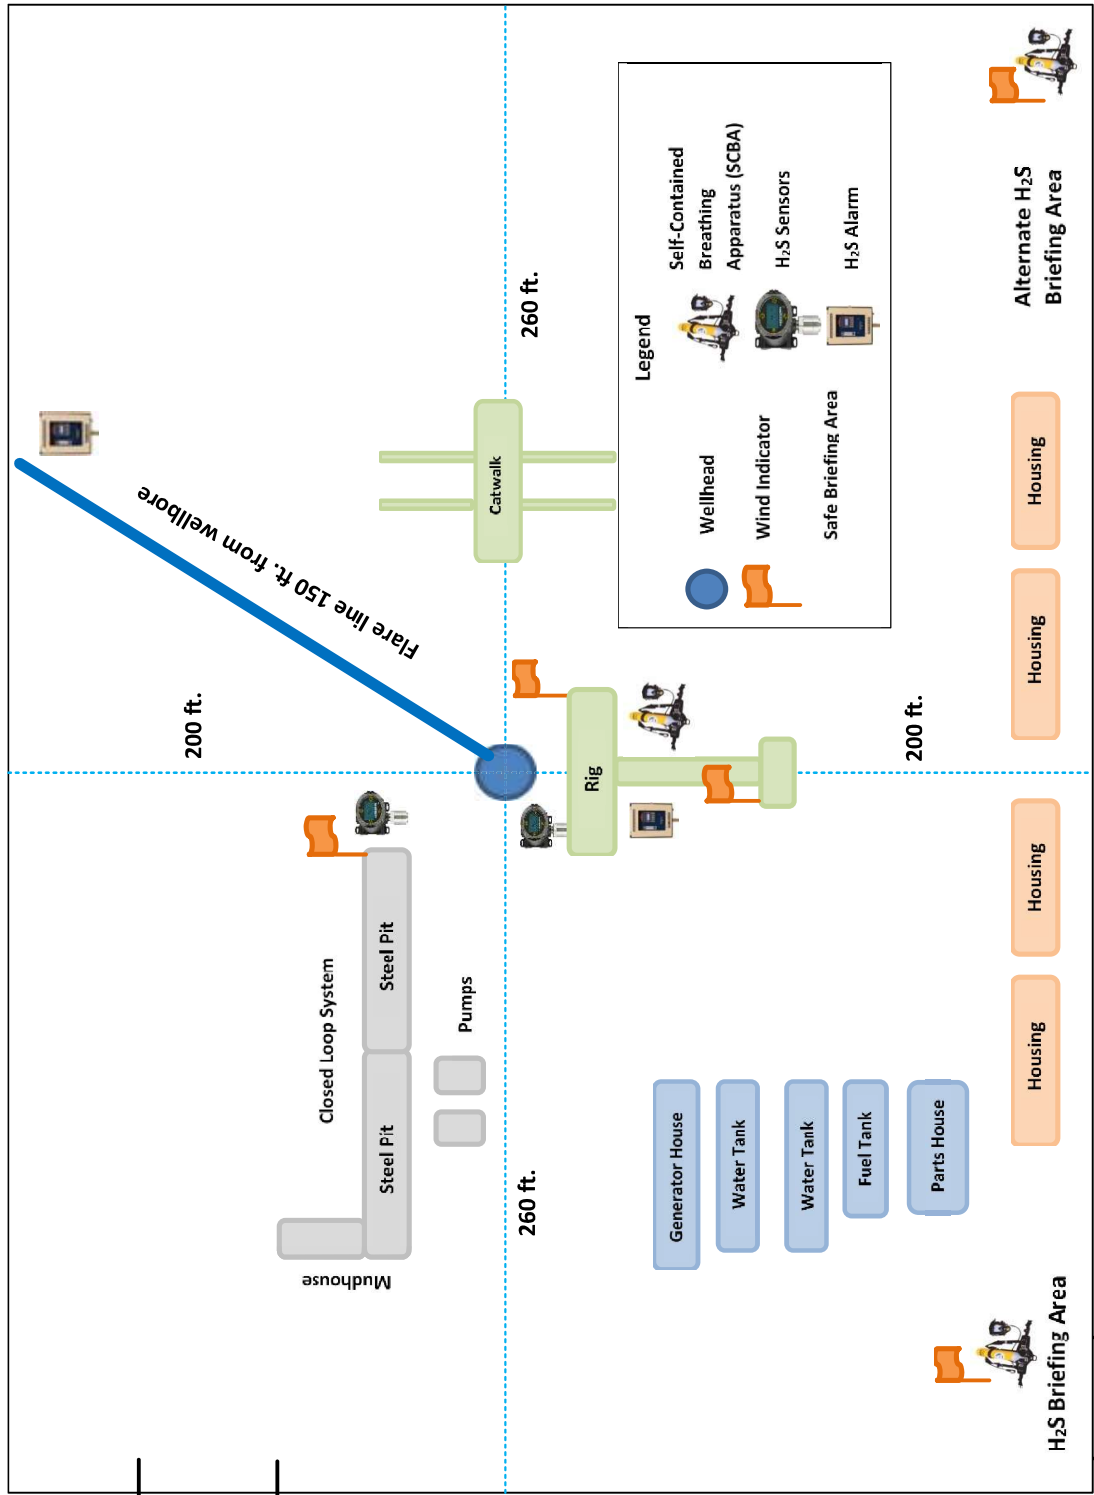 200 ft.
Flare line 150 ft. from wellbore
Closed Loop System
Mudhouse
Steel Pit
Steel Pit
Pumps
260 ft.
260 ft.
Catwalk
Rig
Legend
Wellhead
Wind Indicator
Safe Briefing Area
Self-Contained
Breathing
Apparatus (SCBA)
H₂S Sensors
H₂S Alarm
Generator House
Water Tank
Water Tank
Fuel Tank
Parts House
200 ft.
Housing
Housing
Housing
Housing
H₂S Briefing Area
Alternate H₂S
Briefing Area